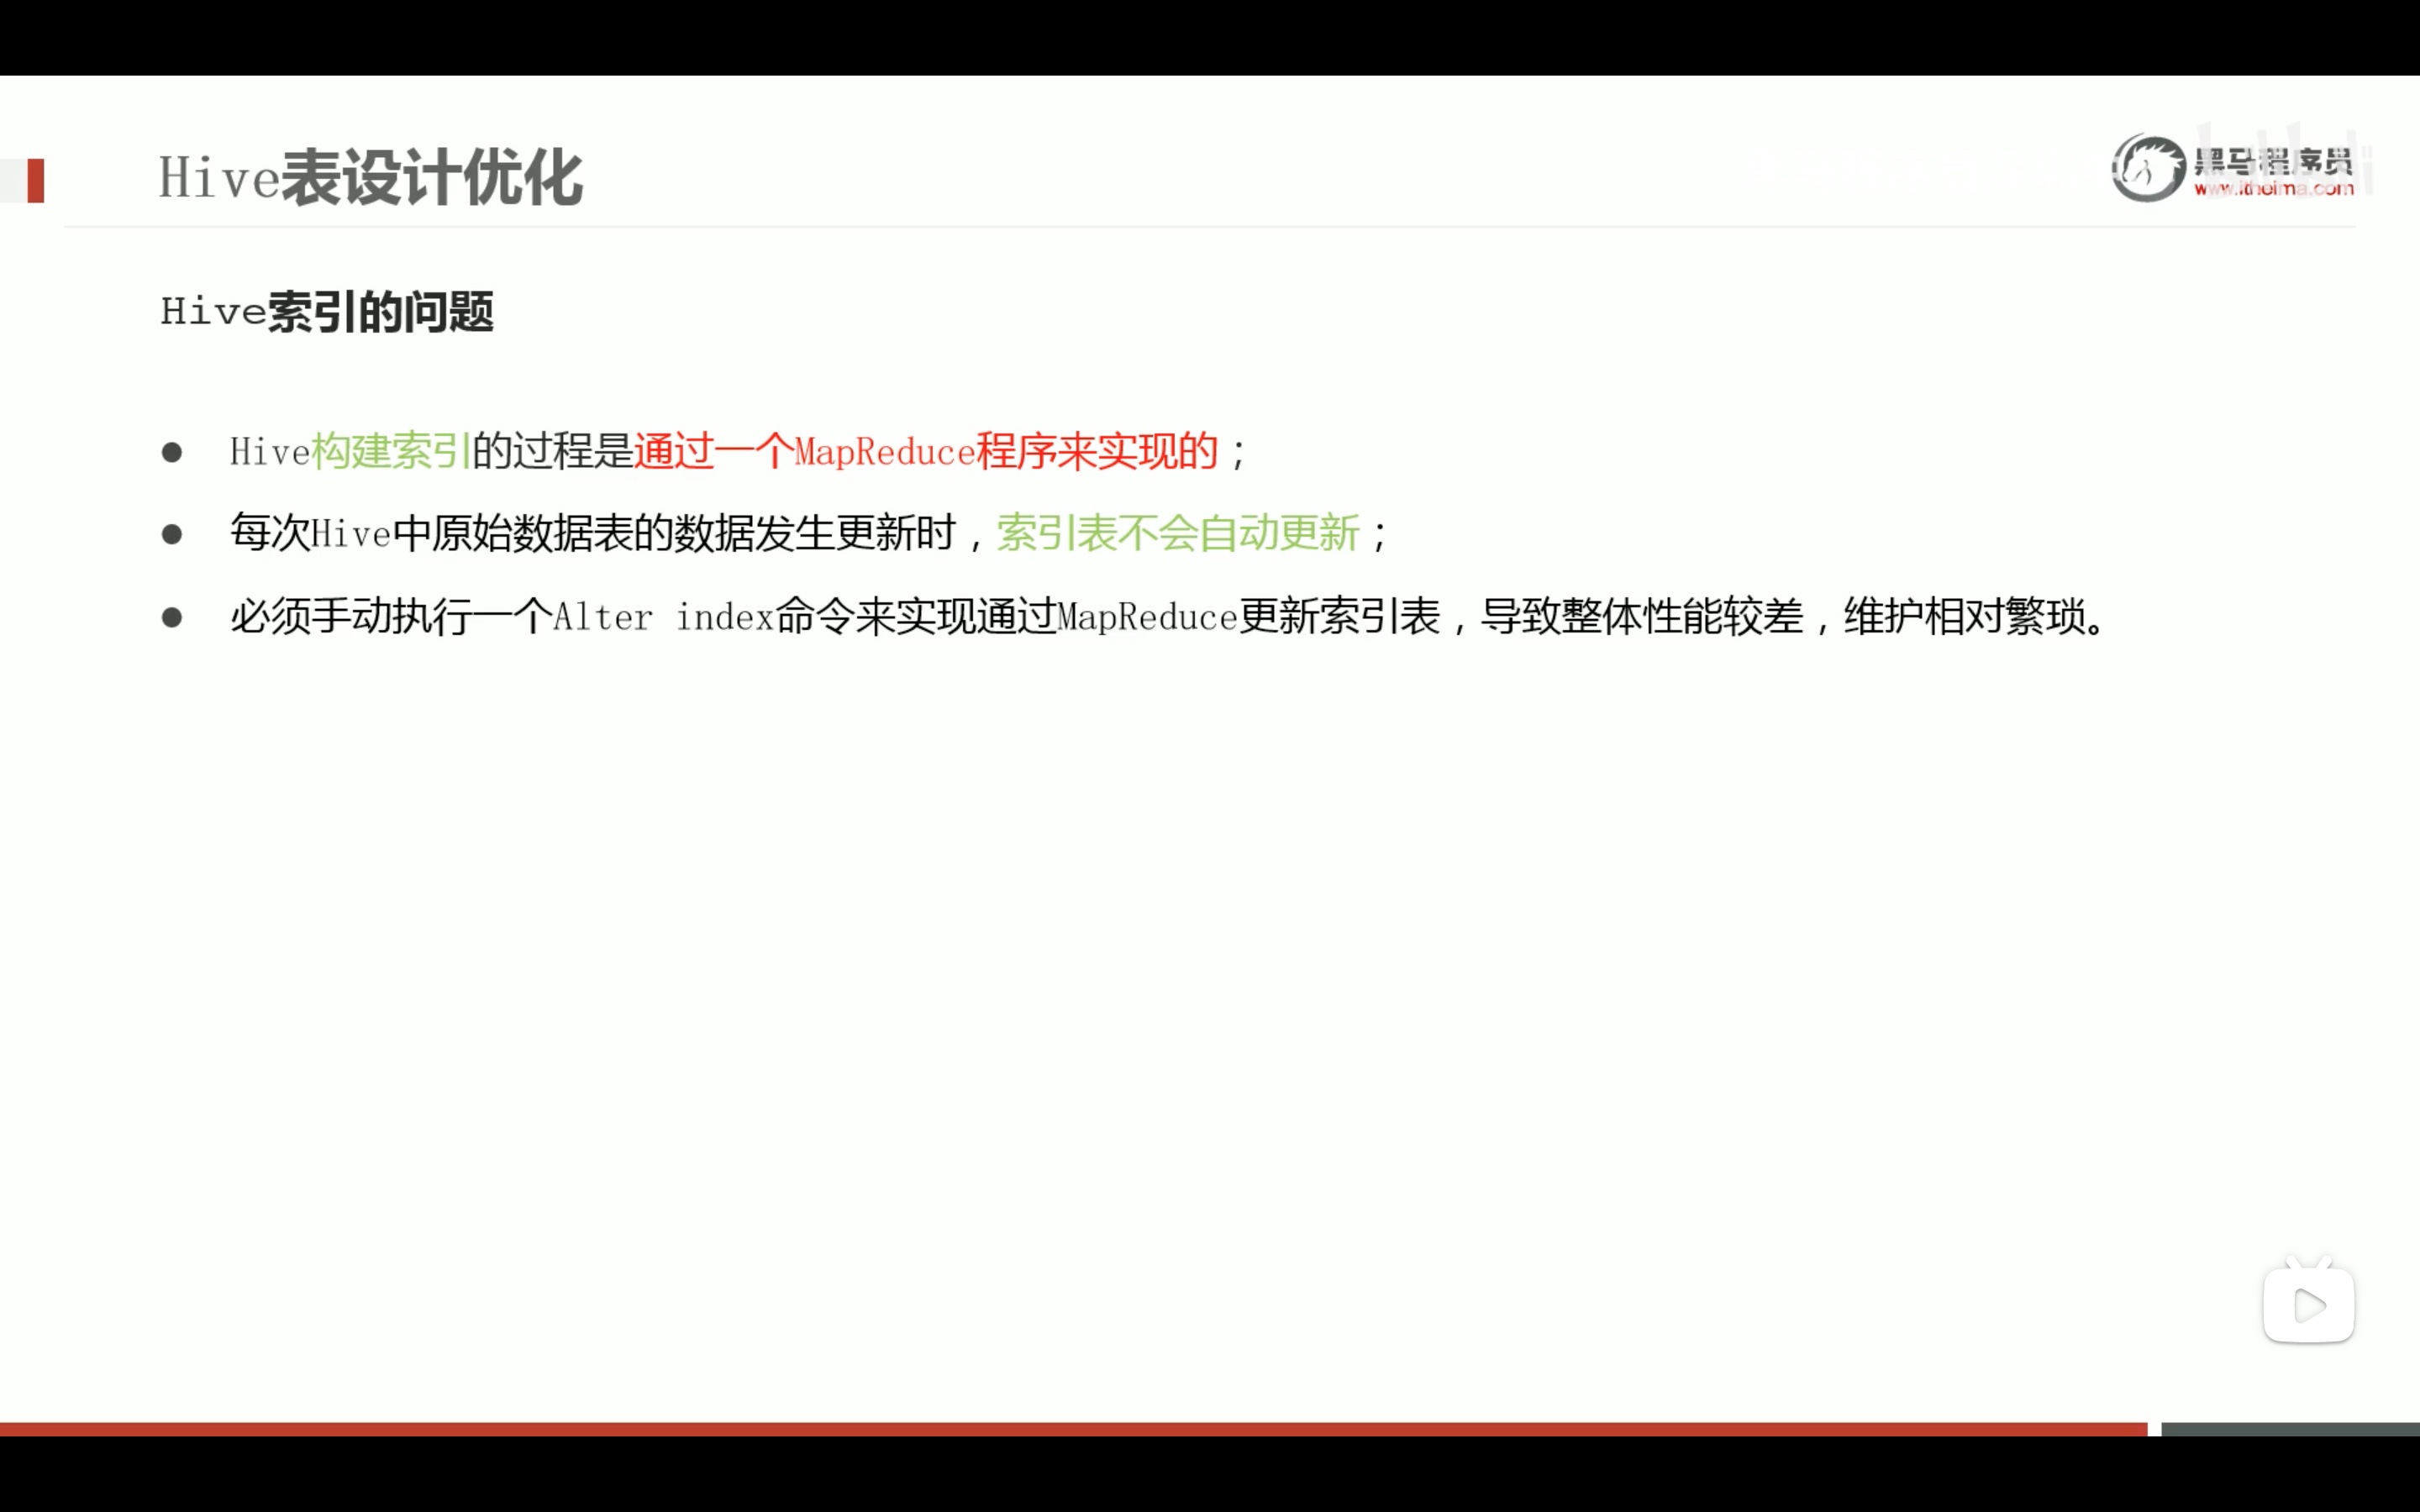 Hive表设计优化
黑马程序员
www.itheima.com
Hive索引的问题
● Hive构建索引的过程是通过一个MapReduce程序来实现的；
● 每次Hive中原始数据表的数据发生更新时，索引表不会自动更新；
● 必须手动执行一个Alter index命令来实现通过MapReduce更新索引表，导致整体性能较差，维护相对繁琐。